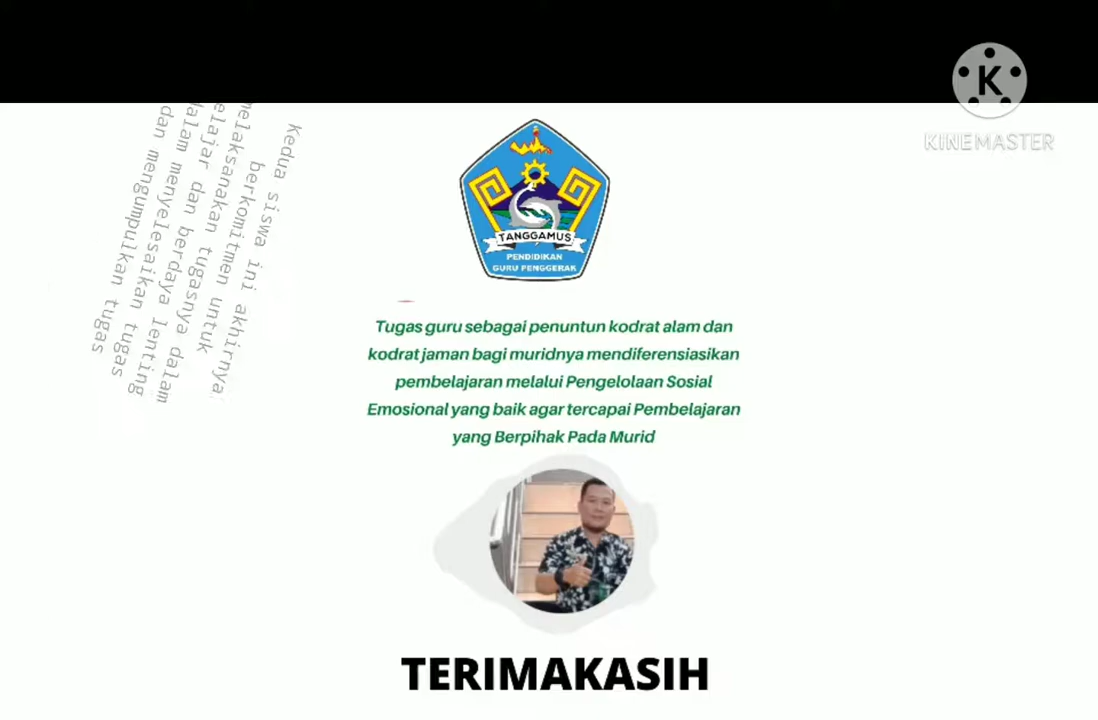 KINEMASTER
TANGGAMUS
PENDIDIKAN
GURU PENGGERAK
Kedua siswa ini akhirnya
berkomitmen untuk
melaksanakan tugasnya dalam
belajar dan berdaya lenting
dalam menyelesaikan tugas
dan mengumpulkan tugas
Tugas guru sebagai penuntun kodrat alam dan
kodrat jaman bagi muridnya mendiferensiasikan
pembelajaran melalui Pengelolaan Sosial
Emosional yang baik agar tercapai Pembelajaran
yang Berpihak Pada Murid
TERIMAKASIH